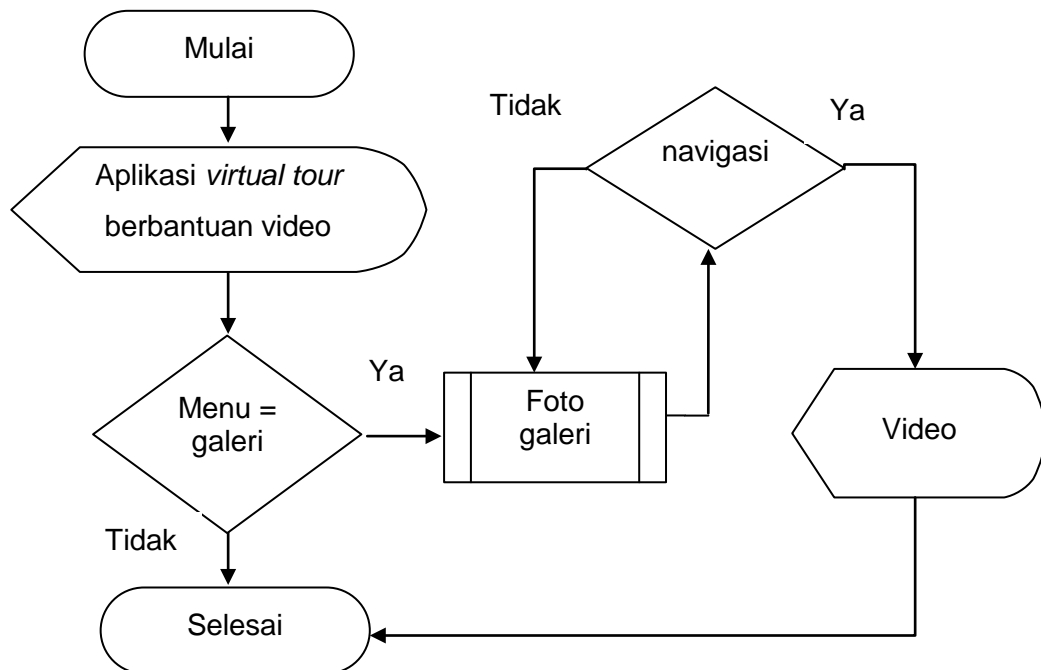 Mulai
Aplikasi virtual tour
berbantuan video
Menu =
galeri
Ya
Tidak
Foto
galeri
navigasi
Tidak
Ya
Video
Selesai